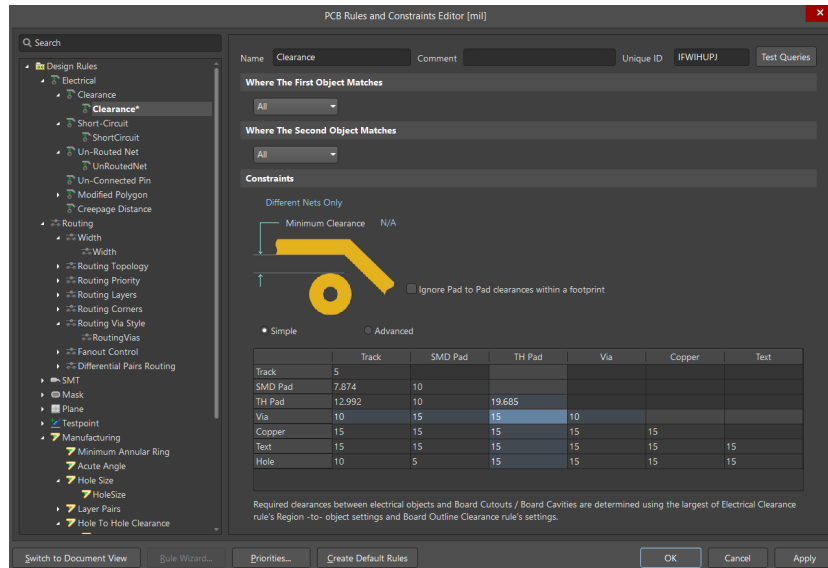 PCB Rules and Constraints Editor [mil]
Search
Design Rules
Electrical
Clearance
Clearance*
Short-Circuit
ShortCircuit
Un-Routed Net
UnRoutedNet
Un-Connected Pin
Modified Polygon
Creepage Distance
Routing
Width
Width
Routing Topology
Routing Priority
Routing Layers
Routing Corners
Routing Via Style
RoutingVias
Fanout Control
Differential Pairs Routing
SMT
Mask
Plane
Testpoint
Manufacturing
Minimum Annular Ring
Acute Angle
Hole Size
HoleSize
Layer Pairs
Hole To Hole Clearance
Name Clearance Comment Unique ID IFWIHUPJ Test Queries
Where The First Object Matches
All
Where The Second Object Matches
All
Constraints
Different Nets Only
Minimum Clearance N/A
Ignore Pad to Pad clearances within a footprint
Simple Advanced
Track SMD Pad TH Pad Via Copper Text
Track 5
SMD Pad 7.874 10
TH Pad 12.992 10 19.685
Via 10 15 15 10
Copper 15 15 15 15 15
Text 15 15 15 15 15 15
Hole 10 5 15 15 15 15
Required clearances between electrical objects and Board Cutouts / Board Cavities are determined using the largest of Electrical Clearance
rule's Region -to- object settings and Board Outline Clearance rule's settings.
Switch to Document View Rule Wizard... Priorities... Create Default Rules OK Cancel Apply